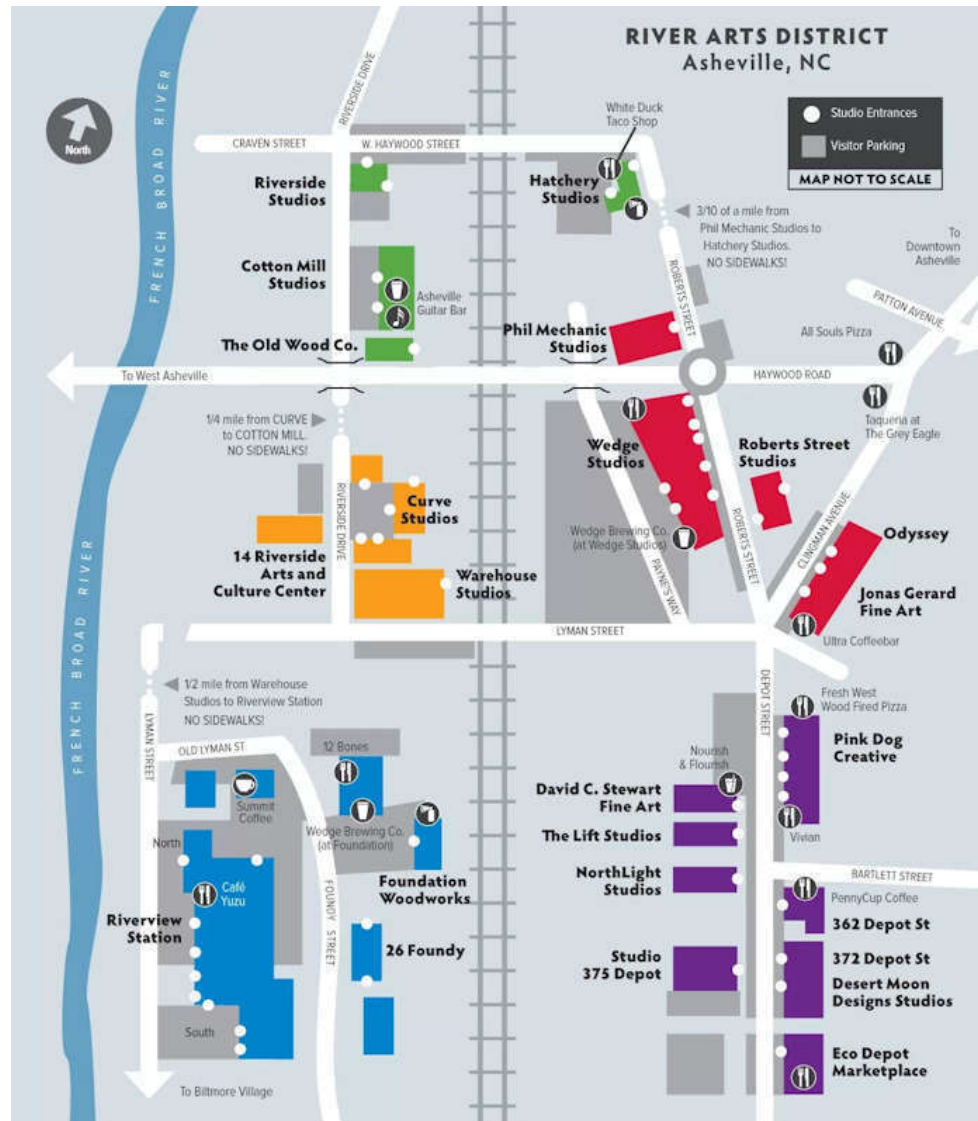 RIVER ARTS DISTRICT
Asheville, NC
Studio Entrances
Visitor Parking
MAP NOT TO SCALE
North
FRENCH BROAD RIVER
RIVERSIDE DRIVE
CRAVEN STREET
W. HAYWOOD STREET
White Duck
Taco Shop
Riverside
Studios
Hatchery
Studios
3/10 of a mile from
Phil Mechanic Studios to
Hatchery Studios.
NO SIDEWALKS!
To
Downtown
Asheville
Cotton Mill
Studios
Asheville
Guitar Bar
ROBERTS STREET
PATTON AVENUE
The Old Wood Co.
Phil Mechanic
Studios
All Souls Pizza
To West Asheville
HAYWOOD ROAD
1/4 mile from CURVE
to COTTON MILL.
NO SIDEWALKS!
Taqueria at
The Grey Eagle
Wedge
Studios
Roberts Street
Studios
RIVERSIDE DRIVE
Curve
Studios
Wedge Brewing Co.
(at Wedge Studios)
ROBERTS STREET
CLINGMAN AVENUE
Odyssey
14 Riverside
Arts and
Culture Center
Warehouse
Studios
PAYNE'S WAY
Jonas Gerard
Fine Art
FRENCH BROAD RIVER
LYMAN STREET
Ultra Coffeebar
1/2 mile from Warehouse
Studios to Riverview Station
NO SIDEWALKS!
DEPOT STREET
Fresh West
Wood Fired Pizza
LYMAN STREET
OLD LYMAN ST
12 Bones
Nourish
& Flourish
Pink Dog
Creative
Summit
Coffee
David C. Stewart
Fine Art
Wedge Brewing Co.
(at Foundation)
The Lift Studios
Vivian
North
Café
Yuzu
Foundation
Woodworks
NorthLight
Studios
BARTLETT STREET
PennyCup Coffee
Riverview
Station
FOUNDY STREET
362 Depot St
26 Foundy
Studio
375 Depot
372 Depot St
Desert Moon
Designs Studios
South
Eco Depot
Marketplace
To Biltmore Village